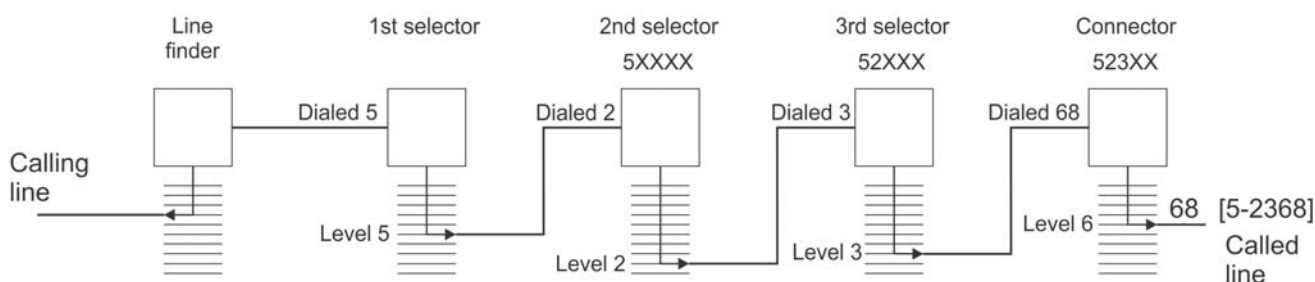 Line
finder
1st selector
2nd selector
5XXXX
3rd selector
52XXX
Connector
523XX
Dialed 5
Dialed 2
Dialed 3
Dialed 68
Calling
line
Level 5
Level 2
Level 3
Level 6
68 [5-2368]
Called
line